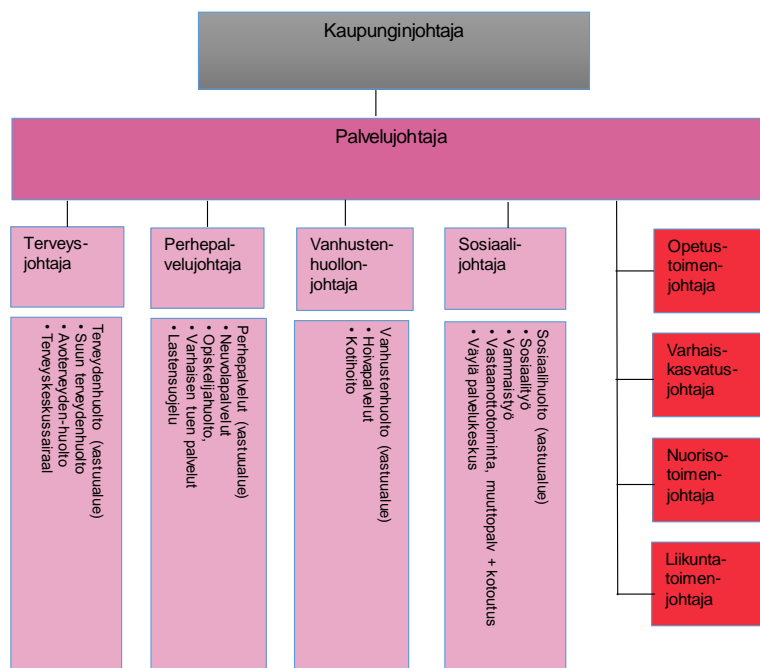 Kaupunginjohtaja
Palvelujohtaja
Terveys-
johtaja
Perhepal-
velujohtaja
Vanhusten-
huollon-
johtaja
Sosiaali-
johtaja
Opetus-
toimen-
johtaja
Varhais-
kasvatus-
johtaja
Nuoriso-
toimen-
johtaja
Liikunta-
toimen-
johtaja
Terveydenhuolto (vastuualue)
• Suun terveydenhuolto
• Avoterveyden-huolto
• Terveyskeskussairaal
Perhepalvelut (vastuualue)
• Neuvolapalvelut
• Opiskelijahuolto,
• Varhaisen tuen palvelut
• Lastensuojelu
Vanhustenhuolto (vastuualue)
• Hoivapalvelut
• Kotihoito
Sosiaalihuolto (vastuualue)
• Sosiaalityö
• Vammaistyö
• Vastaanottotoiminta, muuttopalv + kotoutus
• Väylä palvelukeskus